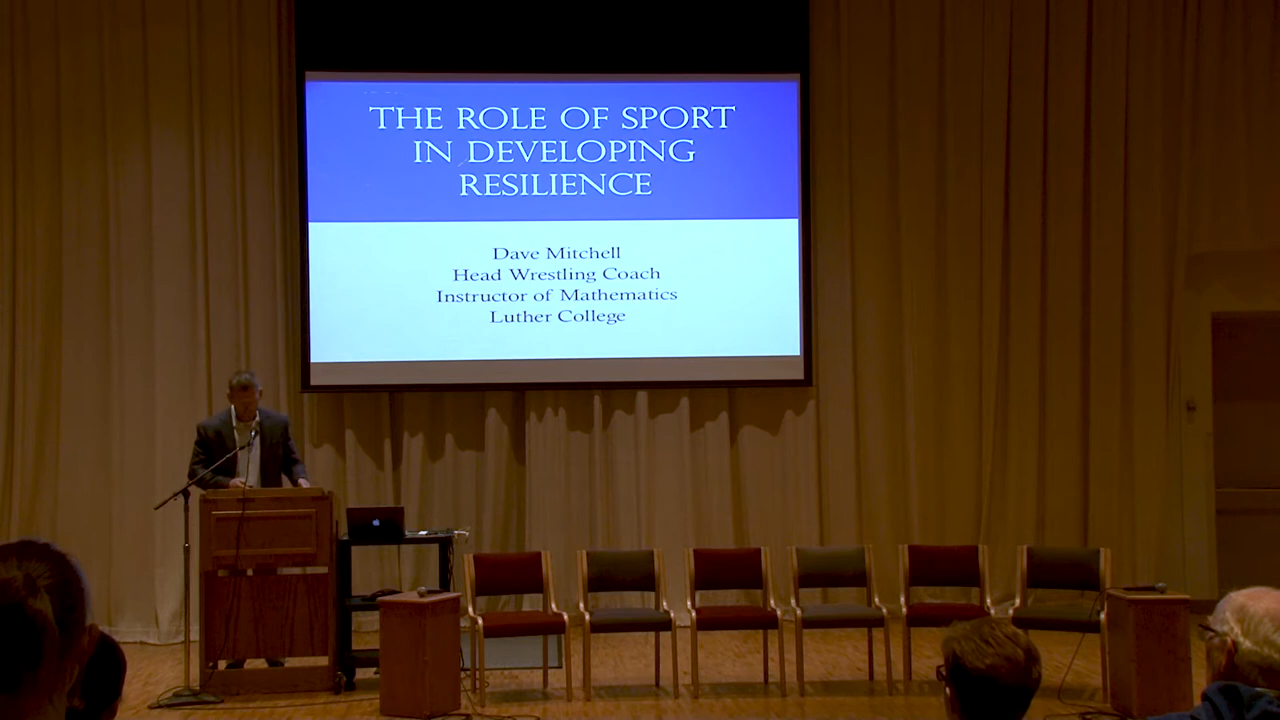 THE ROLE OF SPORT
IN DEVELOPING
RESILIENCE
Dave Mitchell
Head Wrestling Coach
Instructor of Mathematics
Luther College